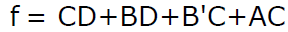 f = CD+BD+B'C+AC